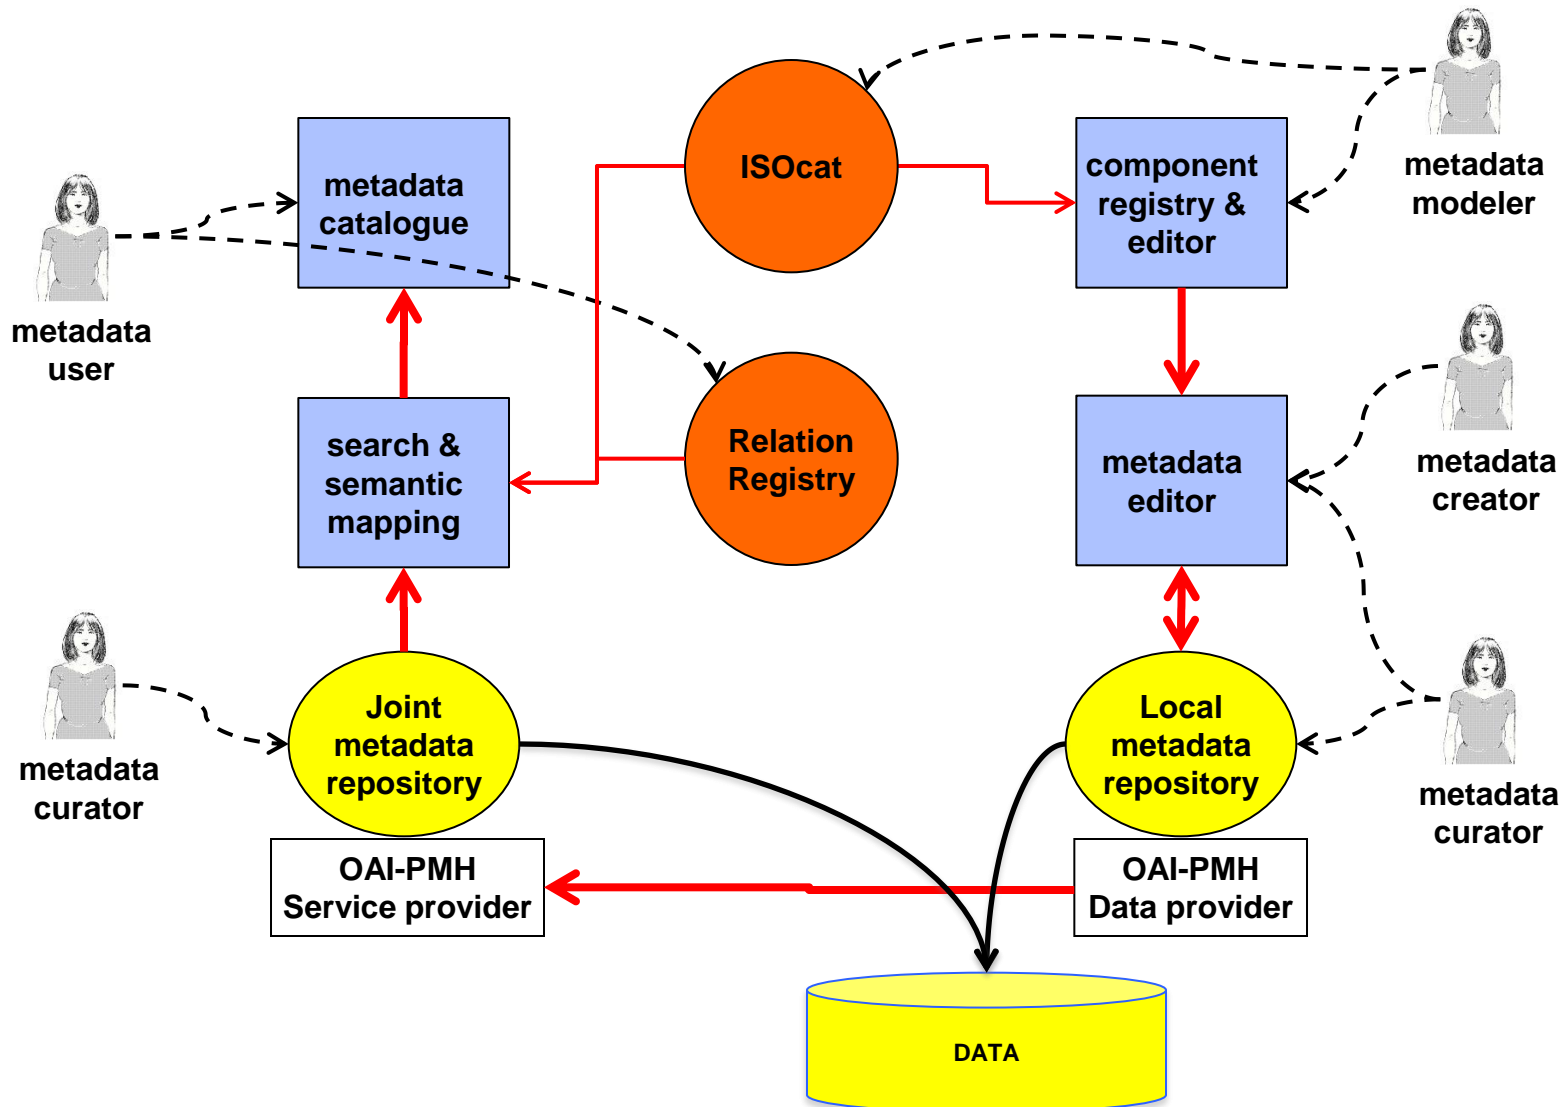 metadata
user
metadata
catalogue
ISOcat
component
registry &
editor
metadata
modeler
search &
semantic
mapping
Relation
Registry
metadata
editor
metadata
creator
metadata
curator
Joint
metadata
repository
Local
metadata
repository
metadata
curator
OAI-PMH
Service provider
OAI-PMH
Data provider
DATA